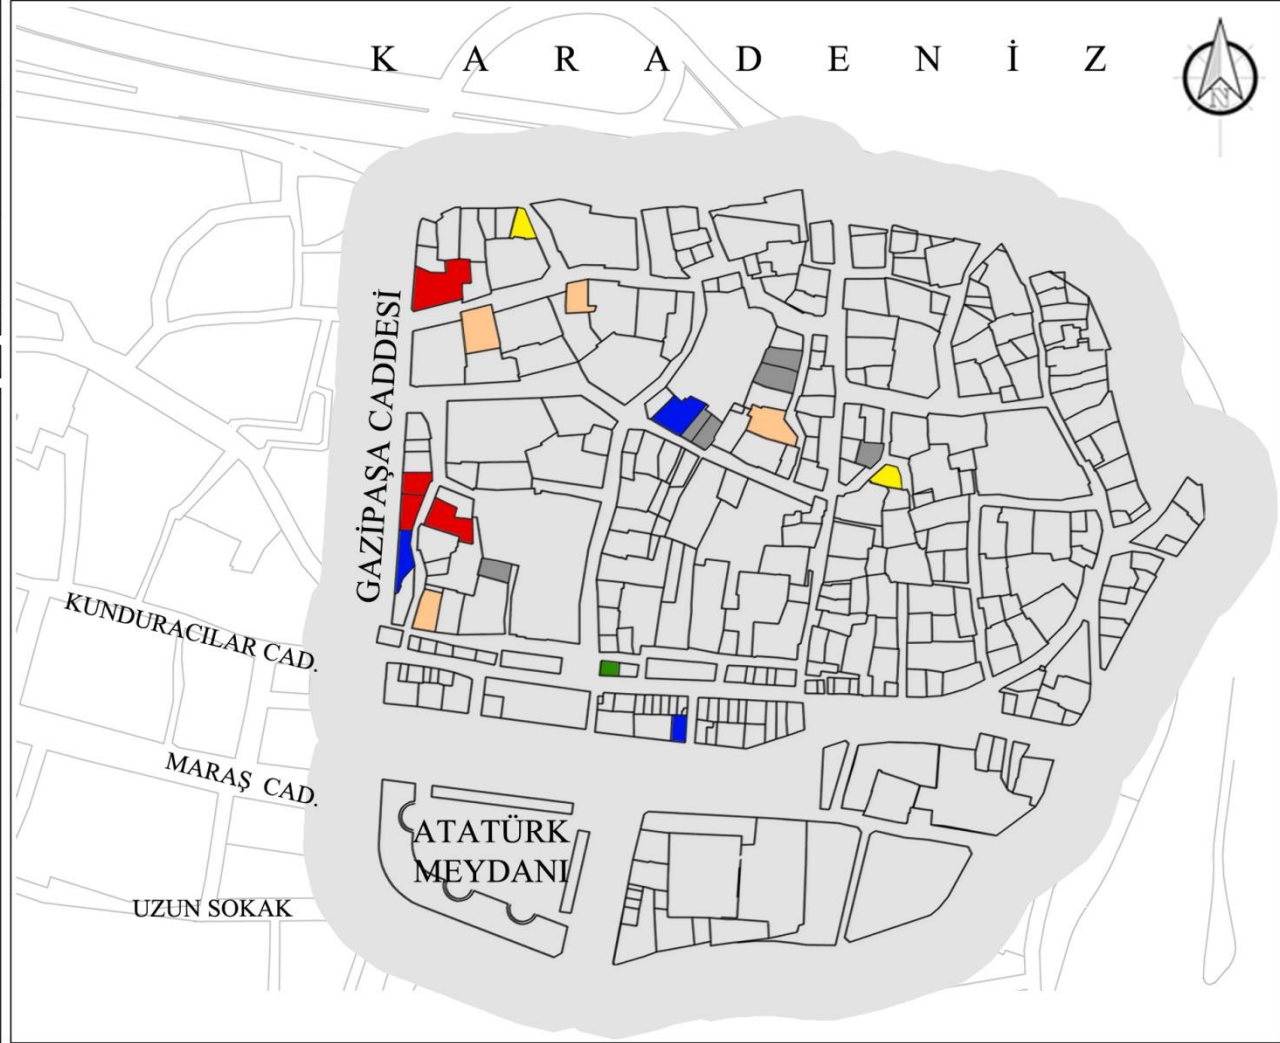 K A R A D E N İ Z
N
GAZİPAŞA CADDESİ
KUNDURACILAR CAD.
MARAŞ CAD.
ATATÜRK
MEYDANI
UZUN SOKAK